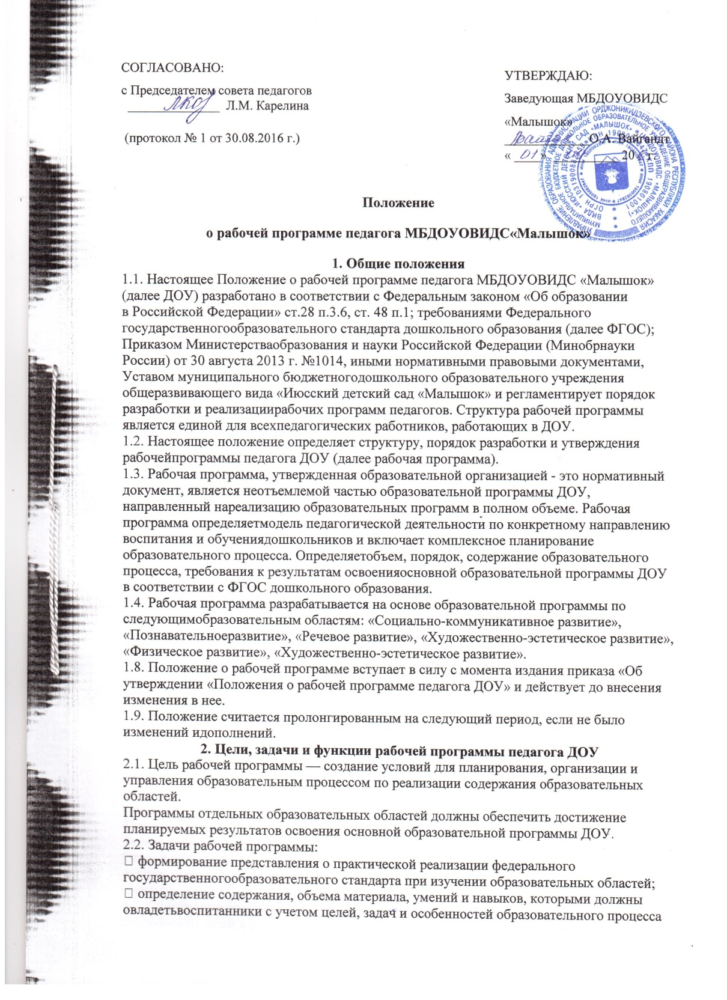 СОГЛАСОВАНО:
с Председателем совета педагогов
Л.М. Карелина
(протокол № 1 от 30.08.2016 г.)
УТВЕРЖДАЮ:
Заведующая МБДОУОВИДС
«Малышок»
О.А. Вайгандт
« 01 » 20 г.
Положение
о рабочей программе педагога МБДОУОВИДС«Малышок»
1. Общие положения
1.1. Настоящее Положение о рабочей программе педагога МБДОУОВИДС «Малышок»
(далее ДОУ) разработано в соответствии с Федеральным законом «Об образовании
в Российской Федерации» ст.28 п.3.6, ст. 48 п.1; требованиями Федерального
государственногообразовательного стандарта дошкольного образования (далее ФГОС);
Приказом Министерстваобразования и науки Российской Федерации (Минобрнауки
России) от 30 августа 2013 г. №1014, иными нормативными правовыми документами,
Уставом муниципального бюджетногодошкольного образовательного учреждения
общеразвивающего вида «Июсский детский сад «Малышок» и регламентирует порядок
разработки и реализациирабочих программ педагогов. Структура рабочей программы
является единой для всехпедагогических работников, работающих в ДОУ.
1.2. Настоящее положение определяет структуру, порядок разработки и утверждения
рабочейпрограммы педагога ДОУ (далее рабочая программа).
1.3. Рабочая программа, утвержденная образовательной организацией - это нормативный
документ, является неотъемлемой частью образовательной программы ДОУ,
направленный нареализацию образовательных программ в полном объеме. Рабочая
программа определяетмодель педагогической деятельности по конкретному направлению
воспитания и обучениядошкольников и включает комплексное планирование
образовательного процесса. Определяетобъем, порядок, содержание образовательного
процесса, требования к результатам освоенияосновной образовательной программы ДОУ
в соответствии с ФГОС дошкольного образования.
1.4. Рабочая программа разрабатывается на основе образовательной программы по
следующимобразовательным областям: «Социально-коммуникативное развитие»,
«Познавательноеразвитие», «Речевое развитие», «Художественно-эстетическое развитие»,
«Физическое развитие», «Художественно-эстетическое развитие».
1.8. Положение о рабочей программе вступает в силу с момента издания приказа «Об
утверждении «Положения о рабочей программе педагога ДОУ» и действует до внесения
изменения в нее.
1.9. Положение считается пролонгированным на следующий период, если не было
изменений идополнений.
2. Цели, задачи и функции рабочей программы педагога ДОУ
2.1. Цель рабочей программы — создание условий для планирования, организации и
управления образовательным процессом по реализации содержания образовательных
областей.
Программы отдельных образовательных областей должны обеспечить достижение
планируемых результатов освоения основной образовательной программы ДОУ.
2.2. Задачи рабочей программы:
формирование представления о практической реализации федерального
государственногообразовательного стандарта при изучении образовательных областей;
определение содержания, объема материала, умений и навыков, которыми должны
овладетьвоспитанники с учетом целей, задач и особенностей образовательного процесса